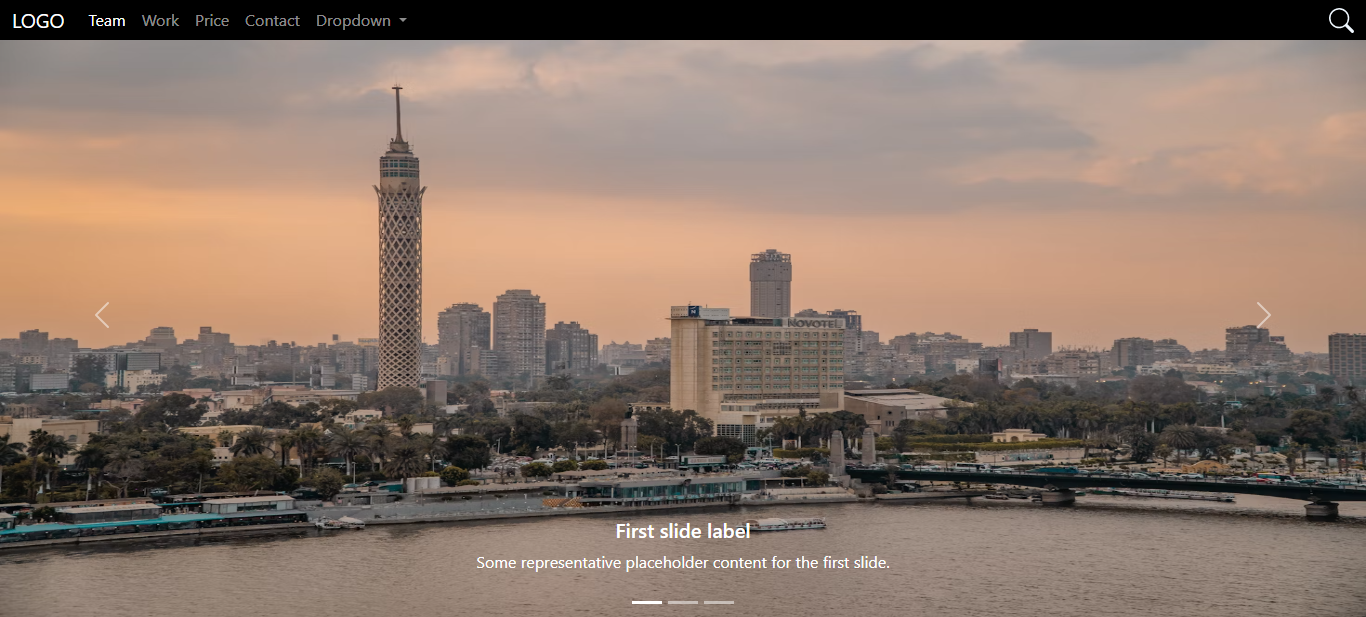 LOGO Team Work Price Contact Dropdown
NOVOTEL
First slide label
Some representative placeholder content for the first slide.